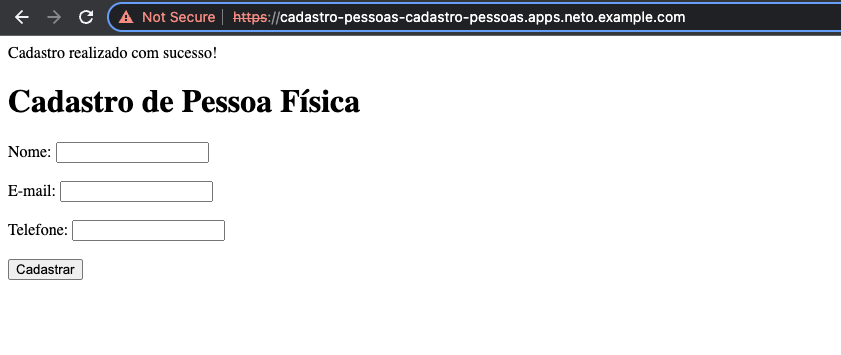 Not Secure | https://cadastro-pessoas-cadastro-pessoas.apps.neto.example.com
Cadastro realizado com sucesso!
Cadastro de Pessoa Física
Nome:
E-mail:
Telefone:
Cadastrar